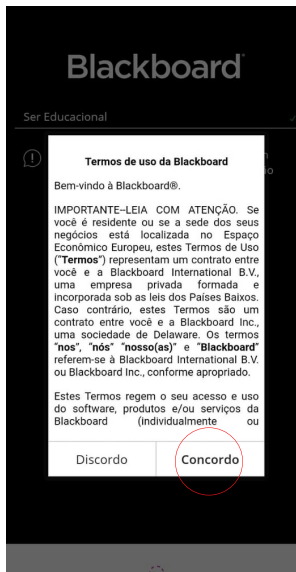 Blackboard
Ser Educacional
Termos de uso da Blackboard
Bem-vindo à Blackboard®.
IMPORTANTE–LEIA COM ATENÇÃO. Se
você é residente ou se a sede dos seus
negócios está localizada no Espaço
Econômico Europeu, estes Termos de Uso
("Termos") representam um contrato entre
você e a Blackboard International B.V.,
uma empresa privada formada e
incorporada sob as leis dos Países Baixos.
Caso contrário, estes Termos são um
contrato entre você e a Blackboard Inc.,
uma sociedade de Delaware. Os termos
"nos", "nós" "nosso(as)" e "Blackboard"
referem-se à Blackboard International B.V.
ou Blackboard Inc., conforme apropriado.
Estes Termos regem o seu acesso e uso
do software, produtos e/ou serviços da
Blackboard (individualmente ou
Discordo
Concordo